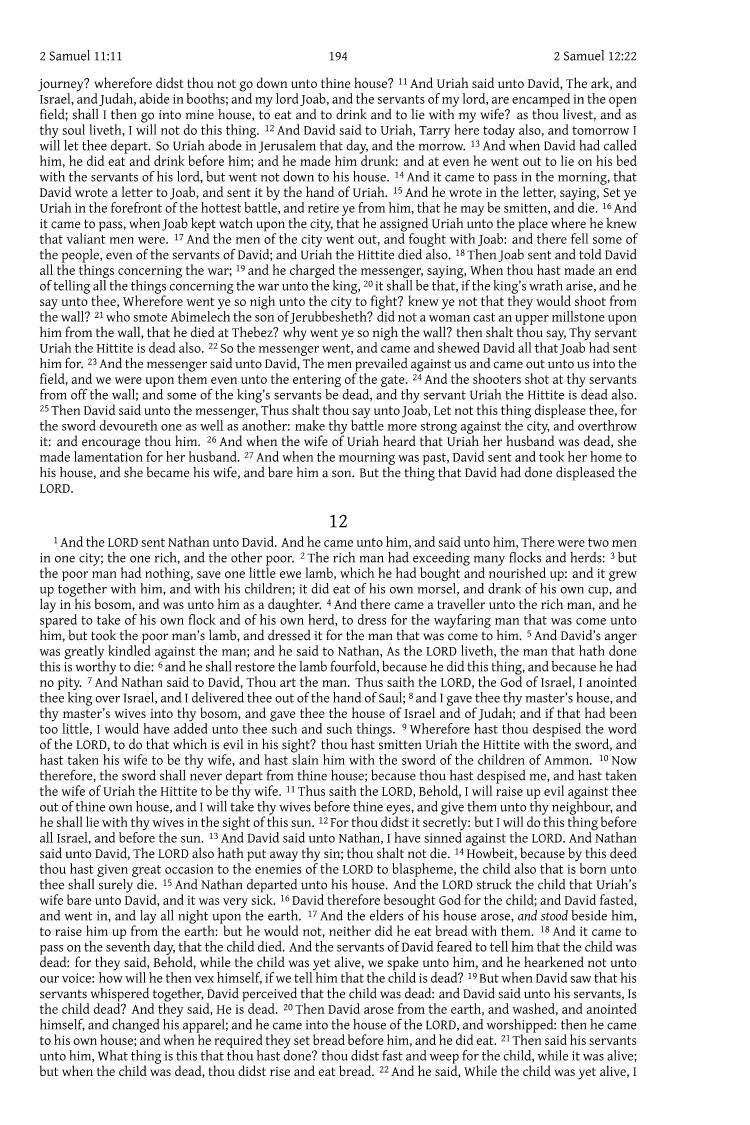 2 Samuel 11:11 194 2 Samuel 12:22
journey? wherefore didst thou not go down unto thine house? 11 And Uriah said unto David, The ark, and
Israel, and Judah, abide in booths; and my lord Joab, and the servants of my lord, are encamped in the open
field; shall I then go into mine house, to eat and to drink and to lie with my wife? as thou livest, and as
thy soul liveth, I will not do this thing. 12 And David said to Uriah, Tarry here today also, and tomorrow I
will let thee depart. So Uriah abode in Jerusalem that day, and the morrow. 13 And when David had called
him, he did eat and drink before him; and he made him drunk: and at even he went out to lie on his bed
with the servants of his lord, but went not down to his house. 14 And it came to pass in the morning, that
David wrote a letter to Joab, and sent it by the hand of Uriah. 15 And he wrote in the letter, saying, Set ye
Uriah in the forefront of the hottest battle, and retire ye from him, that he may be smitten, and die. 16 And
it came to pass, when Joab kept watch upon the city, that he assigned Uriah unto the place where he knew
that valiant men were. 17 And the men of the city went out, and fought with Joab: and there fell some of
the people, even of the servants of David; and Uriah the Hittite died also. 18 Then Joab sent and told David
all the things concerning the war; 19 and he charged the messenger, saying, When thou hast made an end
of telling all the things concerning the war unto the king, 20 it shall be that, if the king's wrath arise, and he
say unto thee, Wherefore went ye so nigh unto the city to fight? knew ye not that they would shoot from
the wall? 21 who smote Abimelech the son of Jerubbesheth? did not a woman cast an upper millstone upon
him from the wall, that he died at Thebez? why went ye so nigh the wall? then shalt thou say, Thy servant
Uriah the Hittite is dead also. 22 So the messenger went, and came and shewed David all that Joab had sent
him for. 23 And the messenger said unto David, The men prevailed against us and came out unto us into the
field, and we were upon them even unto the entering of the gate. 24 And the shooters shot at thy servants
from off the wall; and some of the king's servants be dead, and thy servant Uriah the Hittite is dead also.
25 Then David said unto the messenger, Thus shalt thou say unto Joab, Let not this thing displease thee, for
the sword devoureth one as well as another: make thy battle more strong against the city, and overthrow
it: and encourage thou him. 26 And when the wife of Uriah heard that Uriah her husband was dead, she
made lamentation for her husband. 27 And when the mourning was past, David sent and took her home to
his house, and she became his wife, and bare him a son. But the thing that David had done displeased the
LORD.
12
1 And the LORD sent Nathan unto David. And he came unto him, and said unto him, There were two men
in one city; the one rich, and the other poor. 2 The rich man had exceeding many flocks and herds: 3 but
the poor man had nothing, save one little ewe lamb, which he had bought and nourished up: and it grew
up together with him, and with his children; it did eat of his own morsel, and drank of his own cup, and
lay in his bosom, and was unto him as a daughter. 4 And there came a traveller unto the rich man, and he
spared to take of his own flock and of his own herd, to dress for the wayfaring man that was come unto
him, but took the poor man's lamb, and dressed it for the man that was come to him. 5 And David's anger
was greatly kindled against the man; and he said to Nathan, As the LORD liveth, the man that hath done
this is worthy to die: 6 and he shall restore the lamb fourfold, because he did this thing, and because he had
no pity. 7 And Nathan said to David, Thou art the man. Thus saith the LORD, the God of Israel, I anointed
thee king over Israel, and I delivered thee out of the hand of Saul; 8 and I gave thee thy master's house, and
thy master's wives into thy bosom, and gave thee the house of Israel and of Judah; and if that had been
too little, I would have added unto thee such and such things. 9 Wherefore hast thou despised the word
of the LORD, to do that which is evil in his sight? thou hast smitten Uriah the Hittite with the sword, and
hast taken his wife to be thy wife, and hast slain him with the sword of the children of Ammon. 10 Now
therefore, the sword shall never depart from thine house; because thou hast despised me, and hast taken
the wife of Uriah the Hittite to be thy wife. 11 Thus saith the LORD, Behold, I will raise up evil against thee
out of thine own house, and I will take thy wives before thine eyes, and give them unto thy neighbour, and
he shall lie with thy wives in the sight of this sun. 12 For thou didst it secretly: but I will do this thing before
all Israel, and before the sun. 13 And David said unto Nathan, I have sinned against the LORD. And Nathan
said unto David, The LORD also hath put away thy sin; thou shalt not die. 14 Howbeit, because by this deed
thou hast given great occasion to the enemies of the LORD to blaspheme, the child also that is born unto
thee shall surely die. 15 And Nathan departed unto his house. And the LORD struck the child that Uriah's
wife bare unto David, and it was very sick. 16 David therefore besought God for the child; and David fasted,
and went in, and lay all night upon the earth. 17 And the elders of his house arose, and stood beside him,
to raise him up from the earth: but he would not, neither did he eat bread with them. 18 And it came to
pass on the seventh day, that the child died. And the servants of David feared to tell him that the child was
dead: for they said, Behold, while the child was yet alive, we spake unto him, and he hearkened not unto
our voice: how will he then vex himself, if we tell him that the child is dead? 19 But when David saw that his
servants whispered together, David perceived that the child was dead: and David said unto his servants, Is
the child dead? And they said, He is dead. 20 Then David arose from the earth, and washed, and anointed
himself, and changed his apparel; and he came into the house of the LORD, and worshipped: then he came
to his own house; and when he required they set bread before him, and he did eat. 21 Then said his servants
unto him, What thing is this that thou hast done? thou didst fast and weep for the child, while it was alive;
but when the child was dead, thou didst rise and eat bread. 22 And he said, While the child was yet alive, I